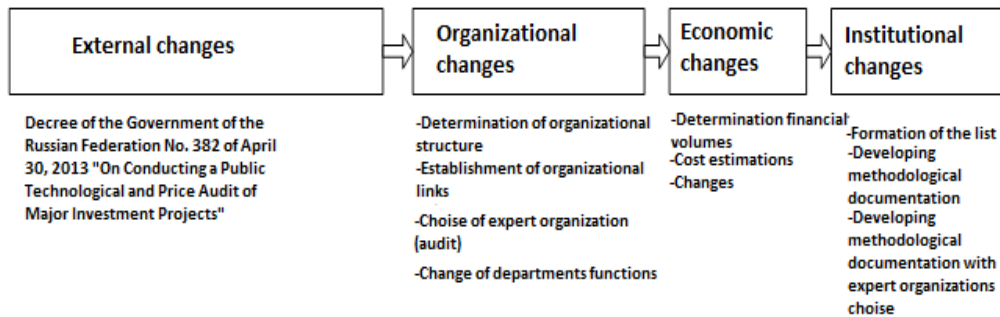 External changes
Decree of the Government of the
Russian Federation No. 382 of April
30, 2013 "On Conducting a Public
Technological and Price Audit of
Major Investment Projects"
Organizational
changes
-Determination of organizational
structure
-Establishment of organizational
links
-Choise of expert organization
(audit)
-Change of departments functions
Economic
changes
-Determination financial
volumes
-Cost estimations
-Changes
Institutional
changes
-Formation of the list
-Developing
methodological
documentation
-Developing
methodological
documentation with
expert organizations
choise